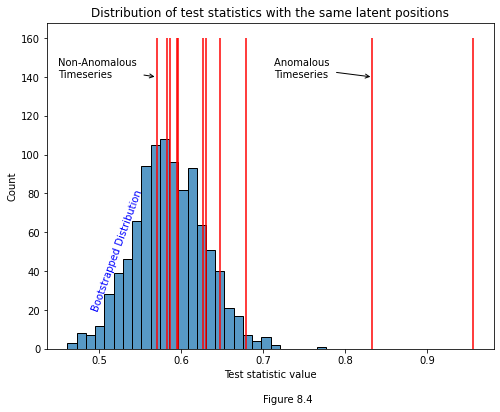 Distribution of test statistics with the same latent positions
160
140
120
100
80
60
40
20
0
Count
Non-Anomalous
Timeseries
Anomalous
Timeseries
Bootstrapped Distribution
0.5 0.6 0.7 0.8 0.9
Test statistic value
Figure 8.4